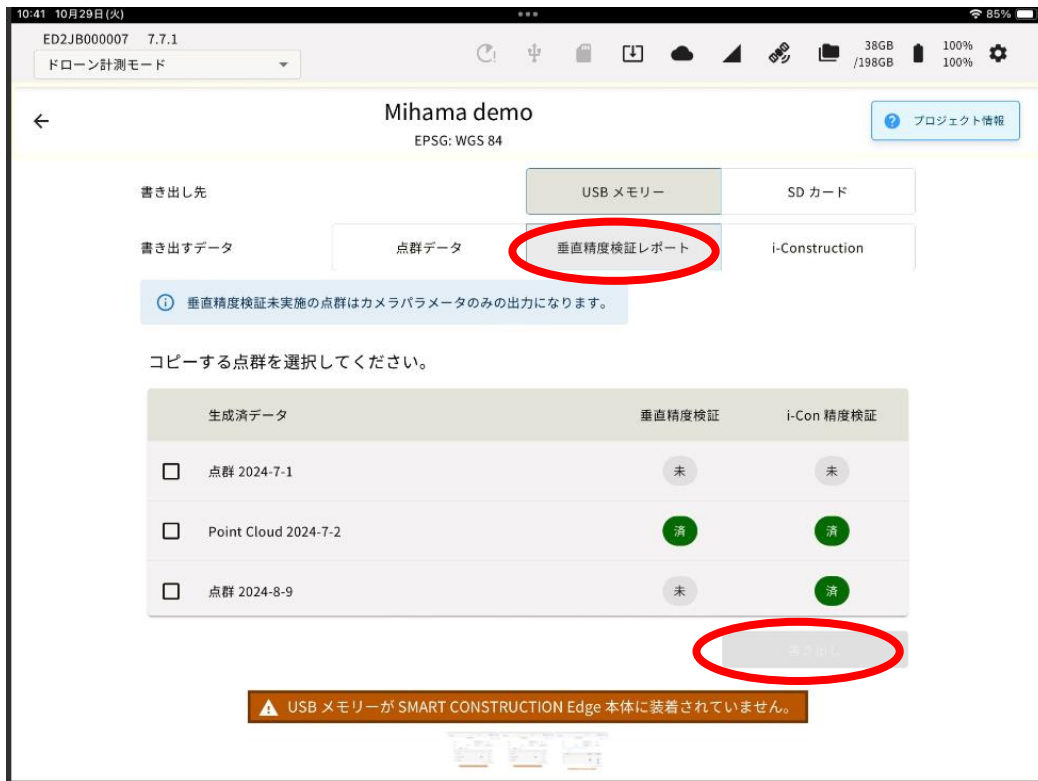 10:41 10月29日(火) 85%
ED2JB000007 7.7.1
ドローン計測モード
38GB
/198GB
100%
100%
Mihama demo
EPSG: WGS 84
プロジェクト情報
書き出し先 USB メモリー SD カード
書き出すデータ 点群データ 垂直精度検証レポート i-Construction
垂直精度検証未実施の点群はカメラパラメータのみの出力になります。
コピーする点群を選択してください。
生成済データ 垂直精度検証 i-Con 精度検証
点群 2024-7-1 未 未
Point Cloud 2024-7-2 済 済
点群 2024-8-9 未 済
書き出し
USB メモリーが SMART CONSTRUCTION Edge 本体に装着されていません。